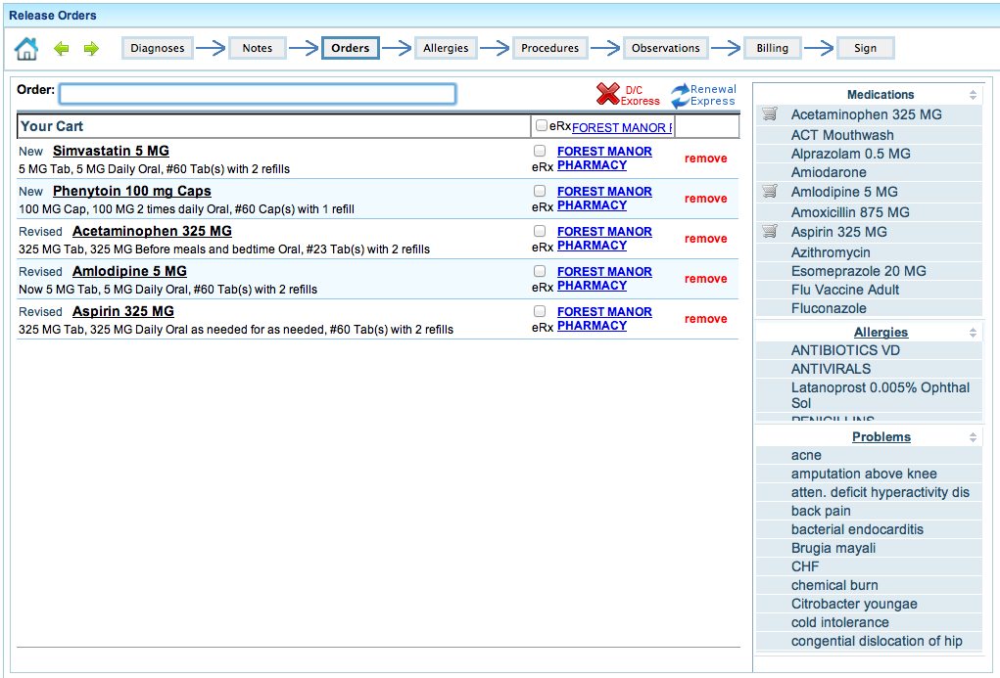 Release Orders
Diagnoses
Notes
Orders
Allergies
Procedures
Observations
Billing
Sign
Order:
D/C
Express
Renewal
Express
Your Cart
eRx FOREST MANOR
New Simvastatin 5 MG
5 MG Tab, 5 MG Daily Oral, #60 Tab(s) with 2 refills
eRx
FOREST MANOR
PHARMACY
remove
New Phenytoin 100 mg Caps
100 MG Cap, 100 MG 2 times daily Oral, #60 Cap(s) with 1 refill
eRx
FOREST MANOR
PHARMACY
remove
Revised Acetaminophen 325 MG
325 MG Tab, 325 MG Before meals and bedtime Oral, #23 Tab(s) with 2 refills
eRx
FOREST MANOR
PHARMACY
remove
Revised Amlodipine 5 MG
Now 5 MG Tab, 5 MG Daily Oral, #60 Tab(s) with 2 refills
eRx
FOREST MANOR
PHARMACY
remove
Revised Aspirin 325 MG
325 MG Tab, 325 MG Daily Oral as needed for as needed, #60 Tab(s) with 2 refills
eRx
FOREST MANOR
PHARMACY
remove
Medications
Acetaminophen 325 MG
ACT Mouthwash
Alprazolam 0.5 MG
Amiodarone
Amlodipine 5 MG
Amoxicillin 875 MG
Aspirin 325 MG
Azithromycin
Esomeprazole 20 MG
Flu Vaccine Adult
Fluconazole
Allergies
ANTIBIOTICS VD
ANTIVIRALS
Latanoprost 0.005% Ophthal
Sol
PENICILLINS
Problems
acne
amputation above knee
atten. deficit hyperactivity dis
back pain
bacterial endocarditis
Brugia mayali
CHF
chemical burn
Citrobacter youngae
cold intolerance
congential dislocation of hip